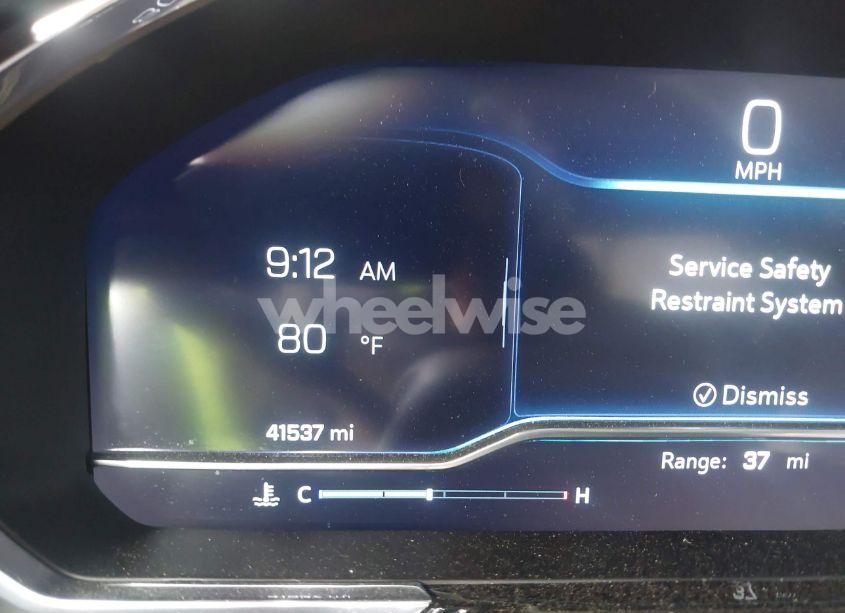 0
MPH
9:12 AM
80 °F
41537 mi
Service Safety
Restraint System
Dismiss
Range: 37 mi
C H
wheelwise